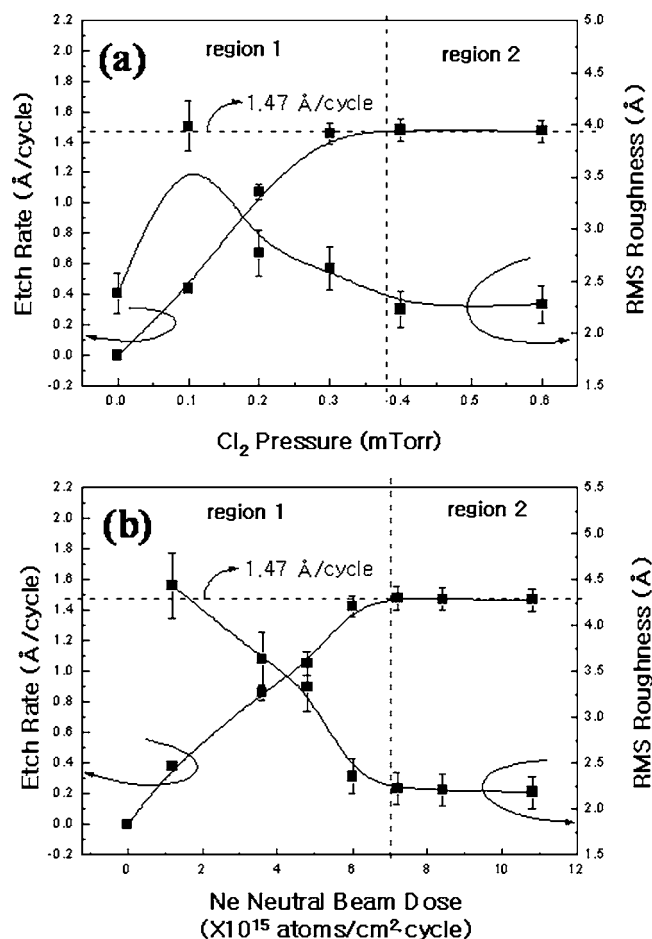 (a)
region 1
region 2
1.47 Å/cycle
Etch Rate (Å/cycle)
2.2
2.0
1.8
1.6
1.4
1.2
1.0
0.8
0.6
0.4
0.2
0.0
-0.2
RMS Roughness (Å)
5.0
4.5
4.0
3.5
3.0
2.5
2.0
1.5
0.0 0.1 0.2 0.3 0.4 0.6
Cl₂ Pressure (mTorr)
(b)
region 1
region 2
1.47 Å/cycle
Etch Rate (Å/cycle)
2.2
2.0
1.8
1.6
1.4
1.2
1.0
0.8
0.6
0.4
0.2
0.0
-0.2
RMS Roughness (Å)
5.5
5.0
4.5
4.0
3.5
3.0
2.5
2.0
1.5
0 2 4 6 8 10 12
Ne Neutral Beam Dose
(X10¹⁵ atoms/cm²·cycle)